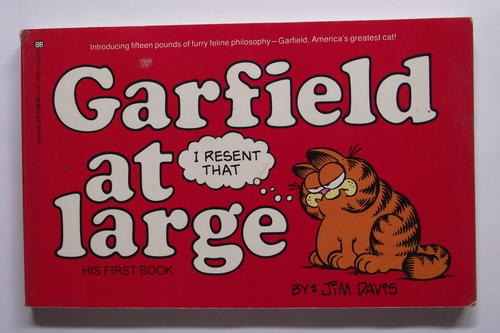 BB
Introducing fifteen pounds of furry feline philosophy—Garfield, America's greatest cat!
Garfield
at
large
I RESENT
THAT
HIS FIRST BOOK
BY: JIM DAVIS